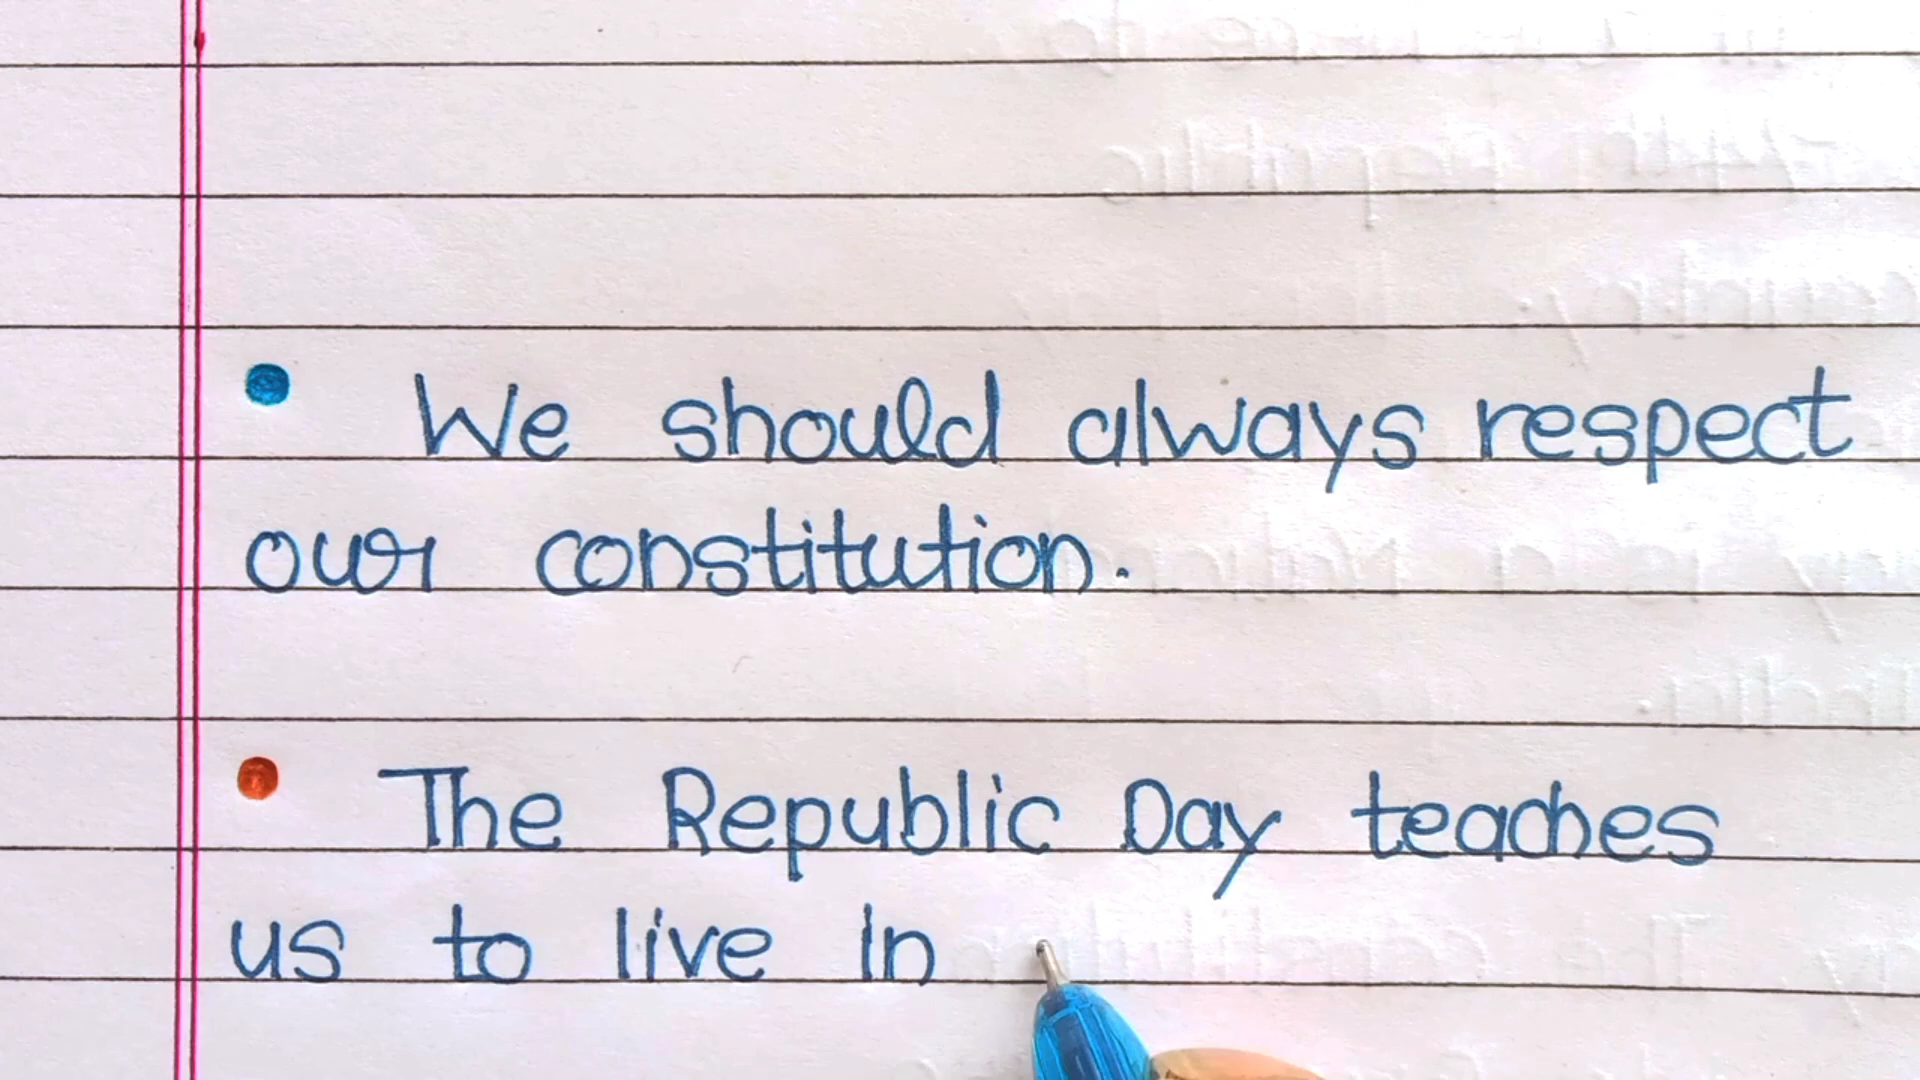 • We should always respect
our constitution.
• The Republic Day teaches
us to live in